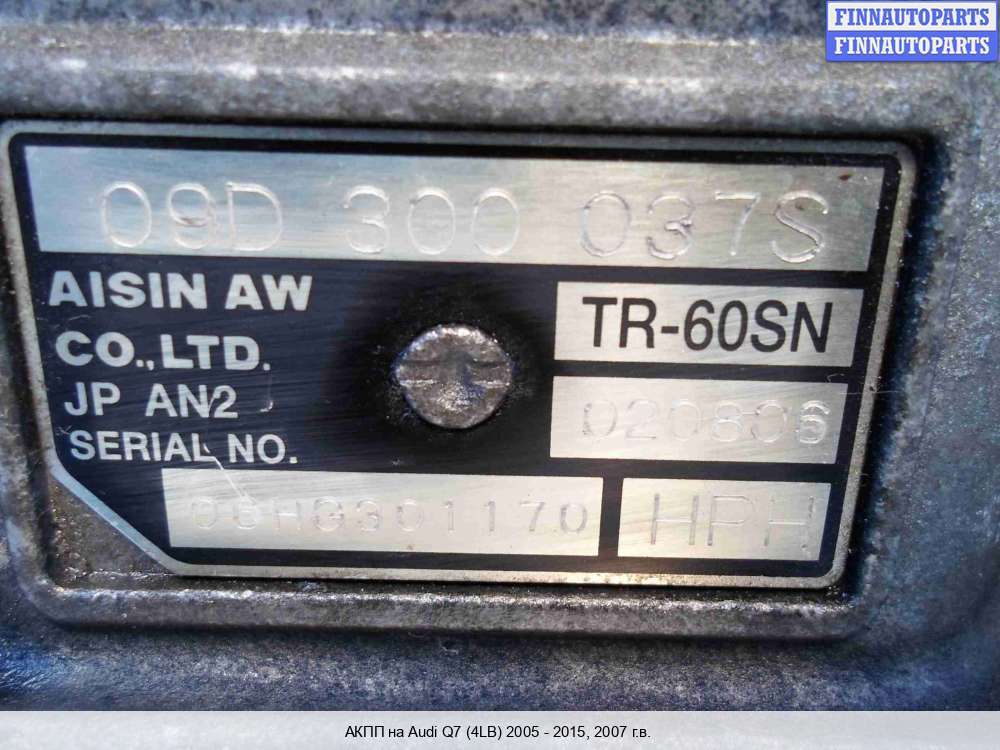 FINNAUTOPARTS
FINNAUTOPARTS
09D 300 037S
AISIN AW
CO.,LTD.
JP AN2
SERIAL NO.
TR-60SN
020806
06HG301170
HPH
АКПП на Audi Q7 (4LB) 2005 - 2015, 2007 г.в.